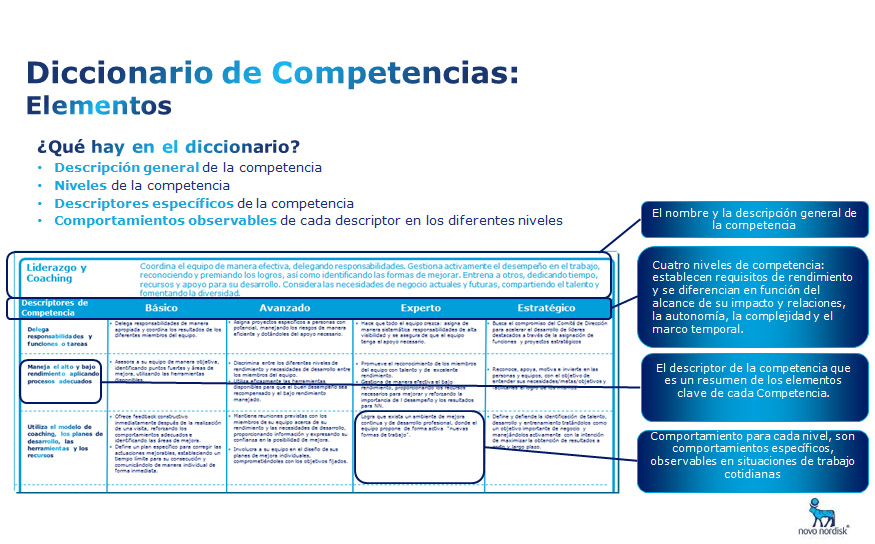 Diccionario de Competencias:
Elementos
¿Qué hay en el diccionario?
• Descripción general de la competencia
• Niveles de la competencia
• Descriptores específicos de la competencia
• Comportamientos observables de cada descriptor en los diferentes niveles
El nombre y la descripción general de
la competencia
Cuatro niveles de competencia:
establecen requisitos de rendimiento
y se diferencian en función del
alcance de su impacto y relaciones,
la autonomía, la complejidad y el
marco temporal.
El descriptor de la competencia que
es un resumen de los elementos
clave de cada Competencia.
Comportamiento para cada nivel, son
comportamientos específicos,
observables en situaciones de trabajo
cotidianas
Liderazgo y
Coaching
Coordina el equipo de manera efectiva, delegando responsabilidades. Gestiona activamente el desempeño en el trabajo,
reconociendo y premiando los logros, así como identificando las formas de mejorar. Entrena a otros, dedicando tiempo,
recursos y apoyo para su desarrollo. Considera las necesidades de negocio actuales y futuras, compartiendo el talento y
fomentando la diversidad.
Descriptores de
Competencia
Básico
Avanzado
Experto
Estratégico
Delega
responsabilidades y
funciones o tareas
• Delega responsabilidades de manera
apropiada y coordina los resultados de los
diferentes miembros del equipo.
• Asigna proyectos específicos a personas con
potencial, manejando los riesgos de manera
eficiente y dotándoles del apoyo necesario.
• Hace que todo el equipo crezca: asigna de
manera sistemática responsabilidades de alta
visibilidad y se asegura de que el equipo
tenga el apoyo necesario.
• Busca el compromiso del Comité de Dirección
para acelerar el desarrollo de líderes
destacados a través de la asignación de
funciones y proyectos estratégicos
Maneja el alto y bajo
rendimiento aplicando
procesos adecuados
• Asesora a su equipo de manera objetiva,
identificando puntos fuertes y áreas de
mejora, utilizando las herramientas
disponibles.
• Discrimina entre los diferentes niveles de
rendimiento y necesidades de desarrollo entre
los miembros del equipo.
• Utiliza eficazmente las herramientas
disponibles para que el buen desempeño sea
recompensado y el bajo rendimiento
manejado.
• Promueve el reconocimiento de los miembros
del equipo con talento y de excelente
rendimiento.
• Gestiona de manera efectiva el bajo
rendimiento, proporcionando los recursos
necesarios para mejorar y reforzando la
importancia de l desempeño y los resultados
para NN.
• Reconoce, apoya, motiva e invierte en las
personas y equipos, con el objetivo de
entender sus necesidades/metas/objetivos y
facilitarles el logro de los mismos.
Utiliza el modelo de
coaching, los planes de
desarrollo, las
herramientas y los
recursos
• Ofrece feedback constructivo
inmediatamente después de la realización
de una visita, reforzando los
comportamientos adecuados e
identificando las áreas de mejora.
• Define un plan específico para corregir las
actuaciones mejorables, estableciendo un
tiempo límite para su consecución y
comunicándolo de manera individual de
forma inmediata.
• Mantiene reuniones previstas con los
miembros de su equipo acerca de su
rendimiento y las necesidades de desarrollo,
proporcionando información y expresando su
confianza en la posibilidad de mejora.
• Involucra a su equipo en el diseño de sus
planes de mejora individuales,
comprometiéndoles con los objetivos fijados.
Logra que exista un ambiente de mejora
continua y de desarrollo profesional, donde el
equipo propone de forma activa "nuevas
formas de trabajo".
• Define y defiende la identificación de talento,
desarrollo y entrenamiento tratándolos como
un objetivo importante de negocio y
manejándolos activamente con la intención
de maximizar la obtención de resultados a
corto y largo plazo.
novo nordisk®